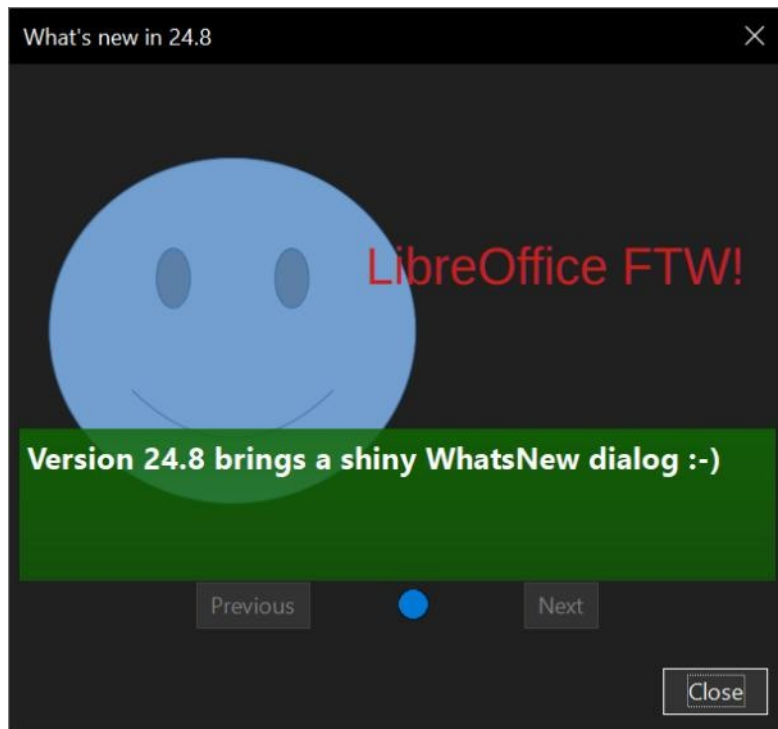 What's new in 24.8
LibreOffice FTW!
Version 24.8 brings a shiny WhatsNew dialog :-)
Previous
Next
Close